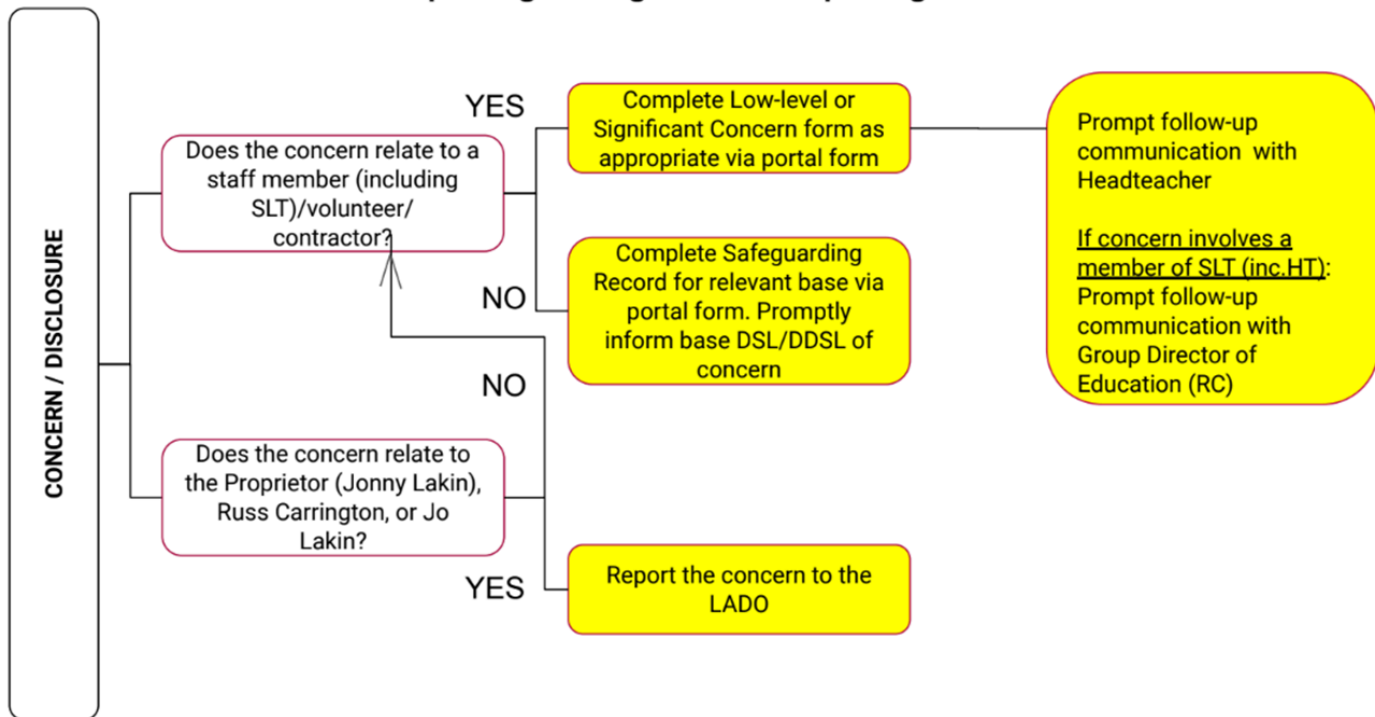 CONCERN / DISCLOSURE
Does the concern relate to a
staff member (including
SLT)/volunteer/
contractor?
YES
Complete Low-level or
Significant Concern form as
appropriate via portal form
Prompt follow-up
communication with
Headteacher
If concern involves a
member of SLT (inc.HT):
Prompt follow-up
communication with
Group Director of
Education (RC)
NO
Complete Safeguarding
Record for relevant base via
portal form. Promptly
inform base DSL/DDSL of
concern
NO
Does the concern relate to
the Proprietor (Jonny Lakin),
Russ Carrington, or Jo
Lakin?
YES
Report the concern to the
LADO